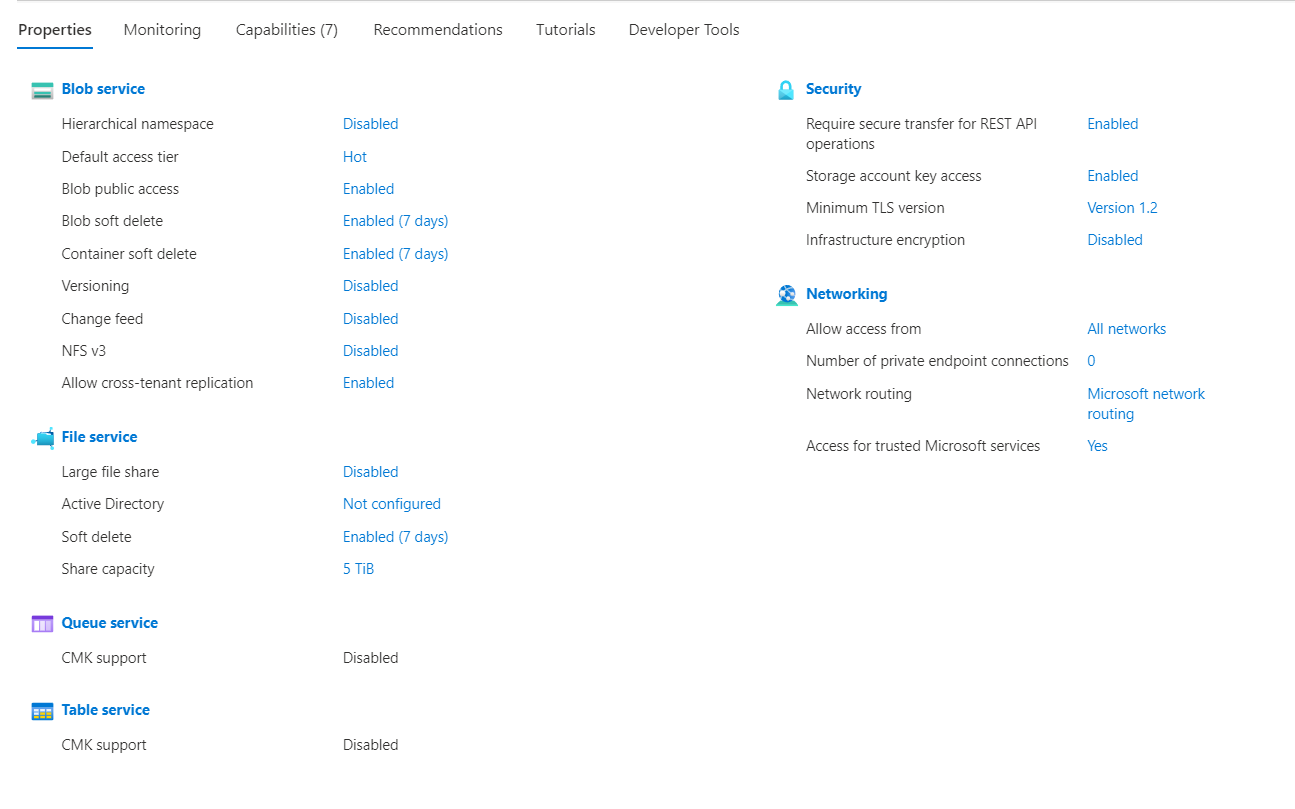 Properties Monitoring Capabilities (7) Recommendations Tutorials Developer Tools
Blob service
Hierarchical namespace Disabled
Default access tier Hot
Blob public access Enabled
Blob soft delete Enabled (7 days)
Container soft delete Enabled (7 days)
Versioning Disabled
Change feed Disabled
NFS v3 Disabled
Allow cross-tenant replication Enabled
File service
Large file share Disabled
Active Directory Not configured
Soft delete Enabled (7 days)
Share capacity 5 TiB
Queue service
CMK support Disabled
Table service
CMK support Disabled
Security
Require secure transfer for REST API Enabled
operations
Storage account key access Enabled
Minimum TLS version Version 1.2
Infrastructure encryption Disabled
Networking
Allow access from All networks
Number of private endpoint connections 0
Network routing Microsoft network
routing
Access for trusted Microsoft services Yes